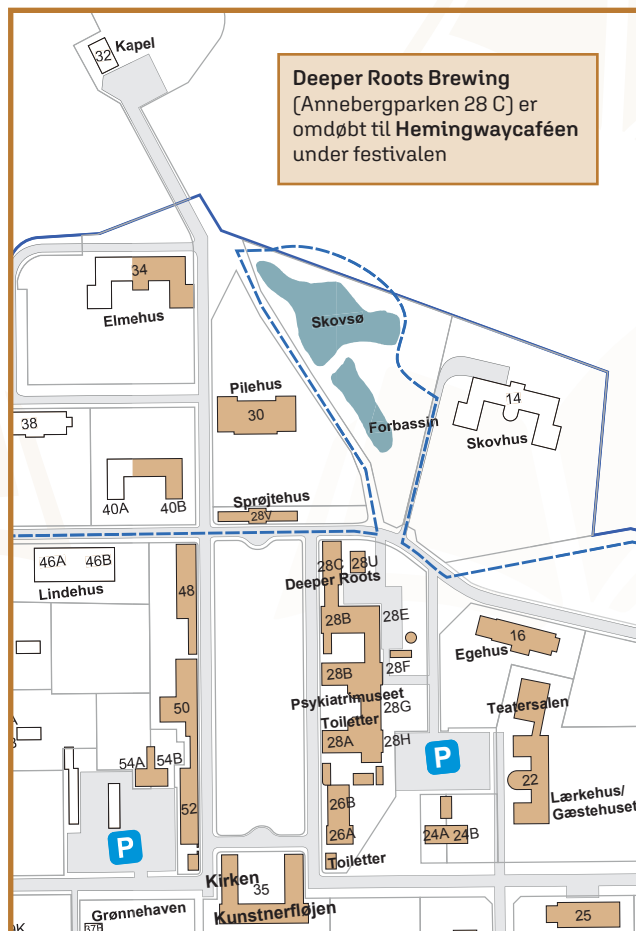 32
Kapel
Deeper Roots Brewing
(Annebergparken 28 C) er
omdøbt til Hemingwaycaféen
under festivalen
34
Elmehus
Skovsø
Pilehus
30
38
Forbassin
14
Skovhus
40A
40B
Sprøjtehus
28V
46A
46B
Lindehus
48
28C
28U
Deeper Roots
28B
28E
16
Egehus
28B
28F
Psykiatrimuseet
28G
Teatersalen
50
Toiletter
28A
28H
P
54A
54B
22
Lærkehus/
Gæstehuset
52
26B
26A
24A
24B
P
Toiletter
Kirken
35
Kunstnerfløjen
Grønnehaven
37B
25